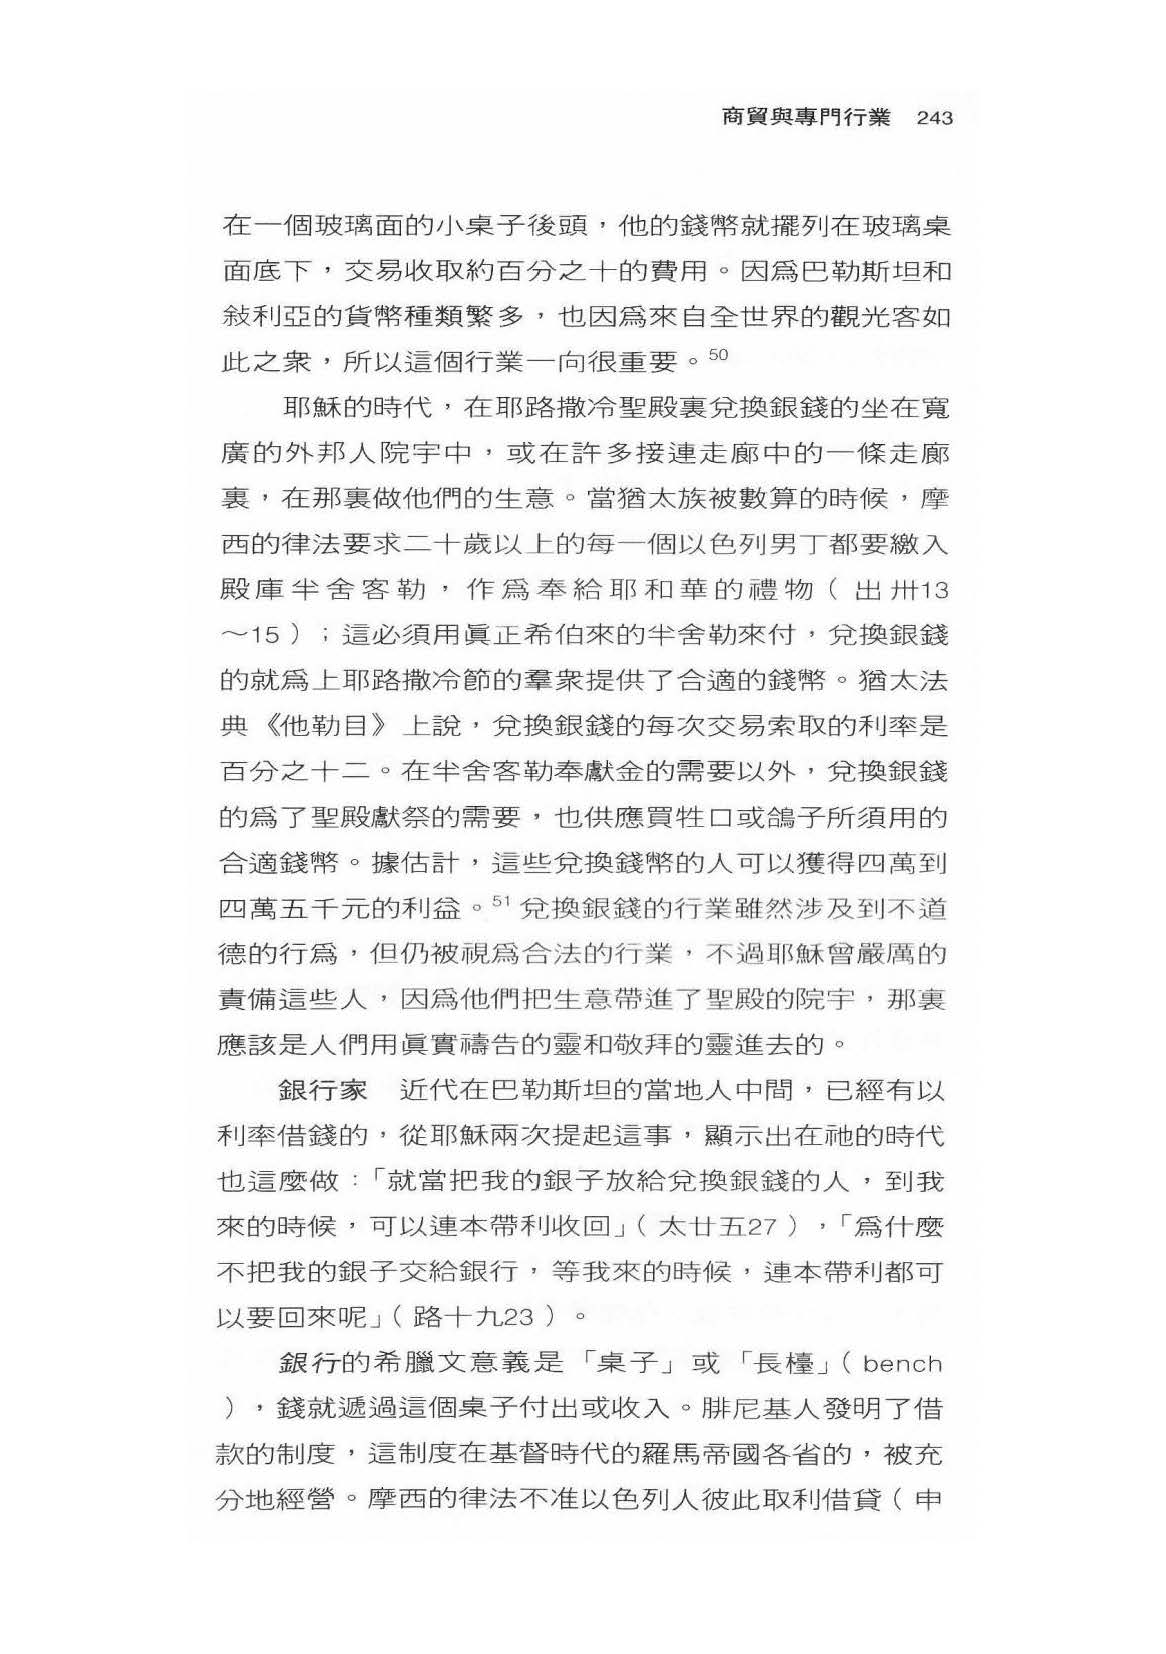 商貿與專門行業 243
在一個玻璃面的小桌子後頭，他的錢幣就擺列在玻璃桌
面底下，交易收取約百分之十的費用。因爲巴勒斯坦和
敍利亞的貨幣種類繁多，也因爲來自全世界的觀光客如
此之衆，所以這個行業一向很重要。50
耶穌的時代，在耶路撒冷聖殿裏兌換銀錢的坐在寬
廣的外邦人院宇中，或在許多接連走廊中的一條走廊
裏，在那裏做他們的生意。當猶太族被數算的時候，摩
西的律法要求二十歲以上的每一個以色列男丁都要繳入
殿庫半舍客勒，作爲奉給耶和華的禮物（出卅13
～15）；這必須用眞正希伯來的半舍勒來付，兌換銀錢
的就爲上耶路撒冷節的羣衆提供了合適的錢幣。猶太法
典《他勒目》上說，兌換銀錢的每次交易索取的利率是
百分之十二。在半舍客勒奉獻金的需要以外，兌換銀錢
的爲了聖殿獻祭的需要，也供應買牲口或鴿子所須用的
合適錢幣。據估計，這些兌換錢幣的人可以獲得四萬到
四萬五千元的利益。51 兌換銀錢的行業雖然涉及到不道
德的行爲，但仍被視爲合法的行業，不過耶穌曾嚴厲的
責備這些人，因爲他們把生意帶進了聖殿的院宇，那裏
應該是人們用眞實禱告的靈和敬拜的靈進去的。
銀行家 近代在巴勒斯坦的當地人中間，已經有以
利率借錢的，從耶穌兩次提起這事，顯示出在祂的時代
也這麼做：「就當把我的銀子放給兌換銀錢的人，到我
來的時候，可以連本帶利收回」（太廿五27），「爲什麼
不把我的銀子交給銀行，等我來的時候，連本帶利都可
以要回來呢」（路十九23）。
銀行的希臘文意義是「桌子」或「長檯」（bench
），錢就遞過這個桌子付出或收入。腓尼基人發明了借
款的制度，這制度在基督時代的羅馬帝國各省的，被充
分地經營。摩西的律法不准以色列人彼此取利借貸（申